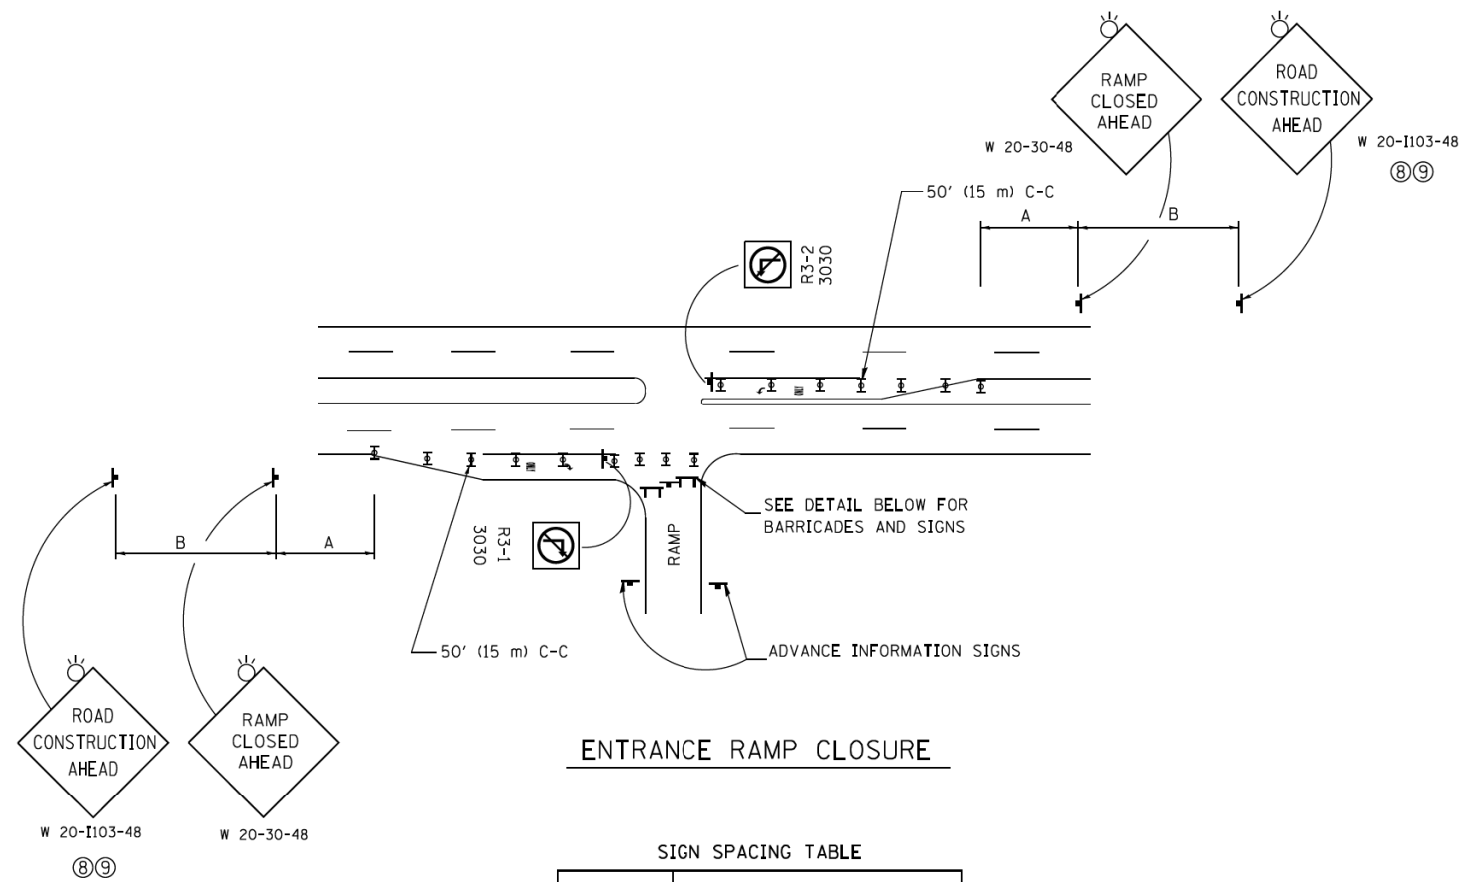 RAMP
CLOSED
AHEAD
ROAD
CONSTRUCTION
AHEAD
W 20-30-48
W 20-I103-48
⑧⑨
50' (15 m) C-C
A
B
R3-2
3030
SEE DETAIL BELOW FOR
BARRICADES AND SIGNS
RAMP
R3-1
3030
B
A
50' (15 m) C-C
ADVANCE INFORMATION SIGNS
ROAD
CONSTRUCTION
AHEAD
RAMP
CLOSED
AHEAD
W 20-I103-48
W 20-30-48
⑧⑨
ENTRANCE RAMP CLOSURE
SIGN SPACING TABLE